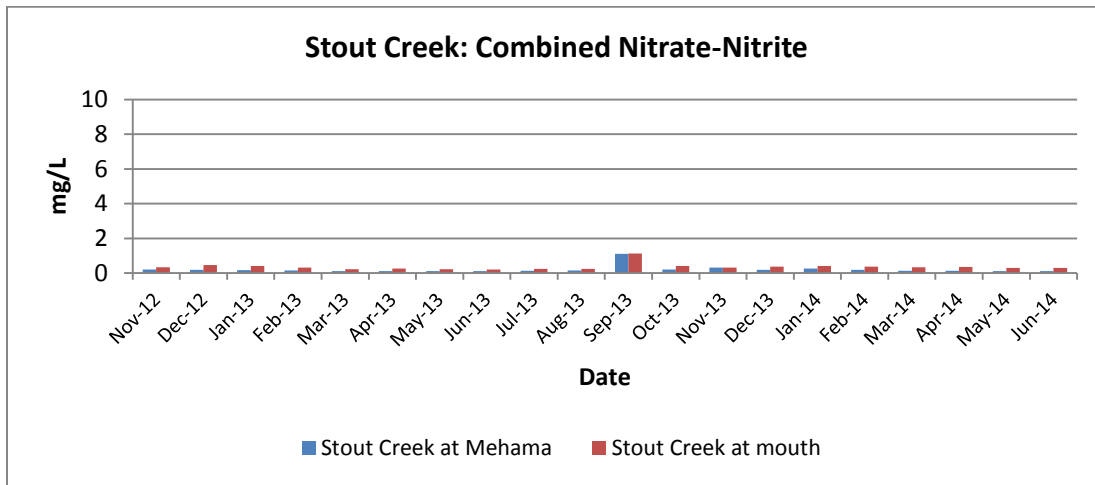 Stout Creek: Combined Nitrate-Nitrite
10
8
6
4
2
0
mg/L
Nov-12
Dec-12
Jan-13
Feb-13
Mar-13
Apr-13
May-13
Jun-13
Jul-13
Aug-13
Sep-13
Oct-13
Nov-13
Dec-13
Jan-14
Feb-14
Mar-14
Apr-14
May-14
Jun-14
Date
Stout Creek at Mehama
Stout Creek at mouth